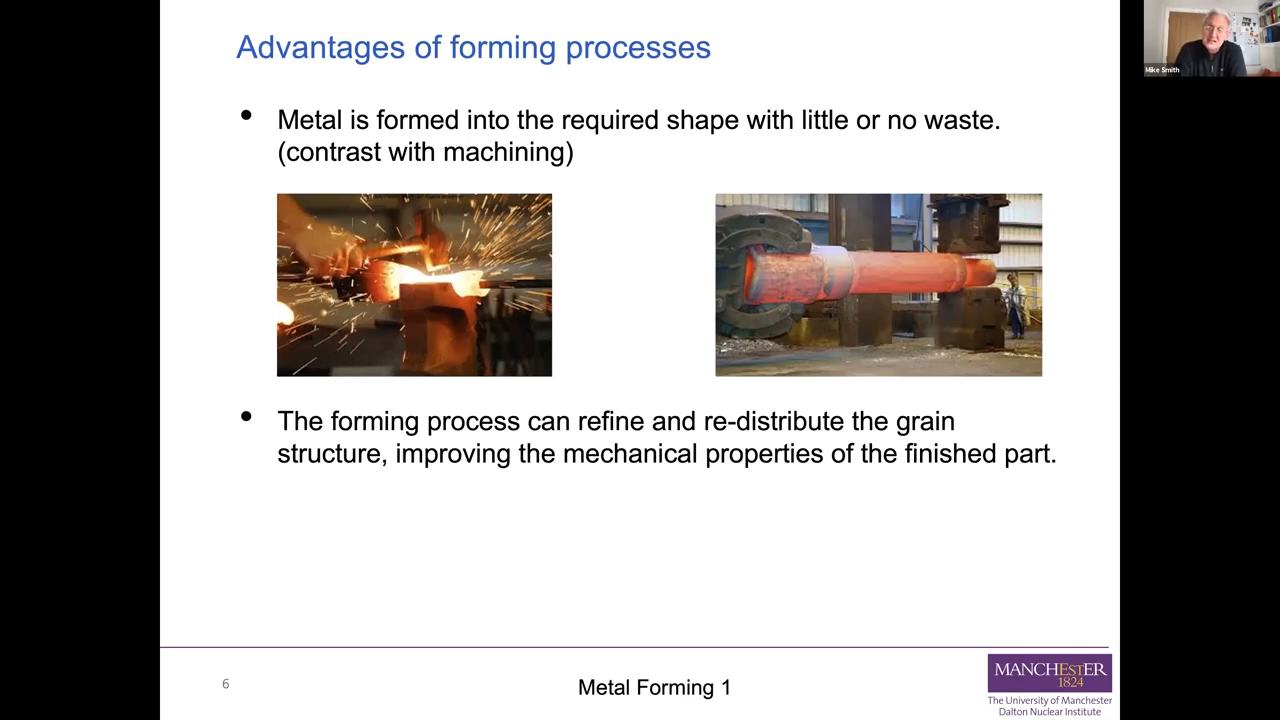 Advantages of forming processes
Mike Smith
• Metal is formed into the required shape with little or no waste.
(contrast with machining)
• The forming process can refine and re-distribute the grain
structure, improving the mechanical properties of the finished part.
6
Metal Forming 1
MANCHESTER
1824
The University of Manchester
Dalton Nuclear Institute